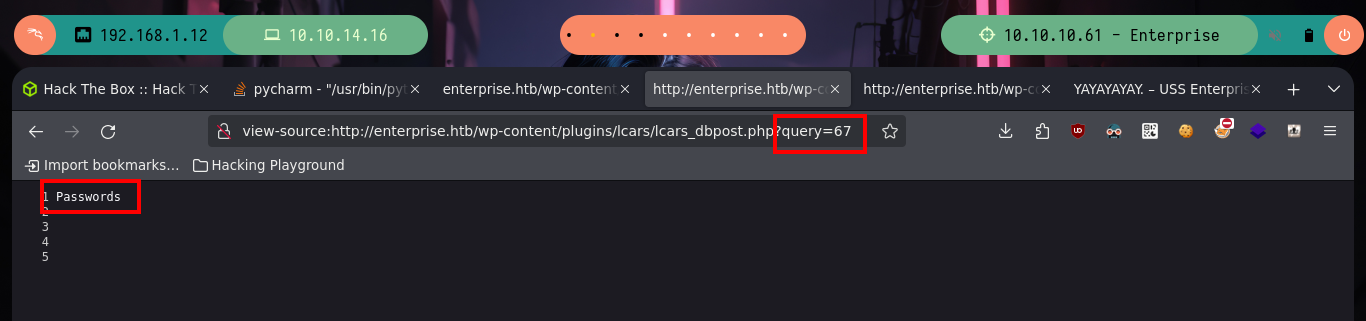 192.168.1.12 10.10.14.16 10.10.10.61 - Enterprise
Hack The Box :: Hack T pycharm - "/usr/bin/py enterprise.htb/wp-content http://enterprise.htb/wp-c http://enterprise.htb/wp-c YAYAYAYAY. – USS Enterpris
view-source:http://enterprise.htb/wp-content/plugins/lcars/lcars_dbpost.php?query=67
Import bookmarks... Hacking Playground
1 Passwords
2
3
4
5